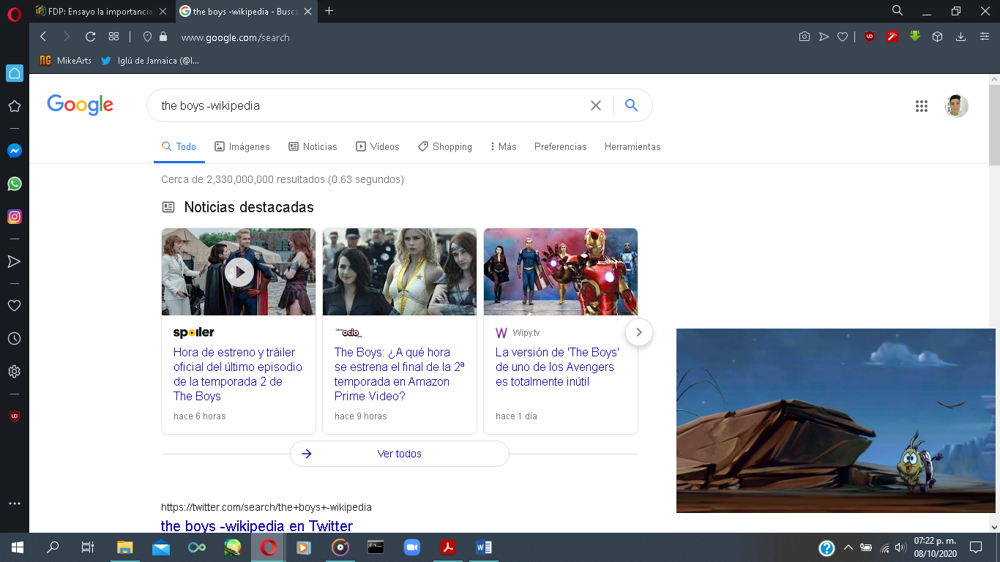 FDP: Ensayo la importancia
the boys -wikipedia - Busca
www.google.com/search
MikeArts
Iglú de Jamaica (@I...
Google
the boys -wikipedia
Todo
Imágenes
Noticias
Vídeos
Shopping
Más
Preferencias
Herramientas
Cerca de 2,330,000,000 resultados (0.63 segundos)
Noticias destacadas
spoiler
Hora de estreno y tráiler
oficial del último episodio
de la temporada 2 de
The Boys
hace 6 horas
ocio
The Boys: ¿A qué hora
se estrena el final de la 2ª
temporada en Amazon
Prime Video?
hace 9 horas
Wipy.tv
La versión de 'The Boys'
de uno de los Avengers
es totalmente inútil
hace 1 día
Ver todos
https://twitter.com/search/the+boys+-wikipedia
the boys -wikipedia en Twitter
07:22 p. m.
08/10/2020